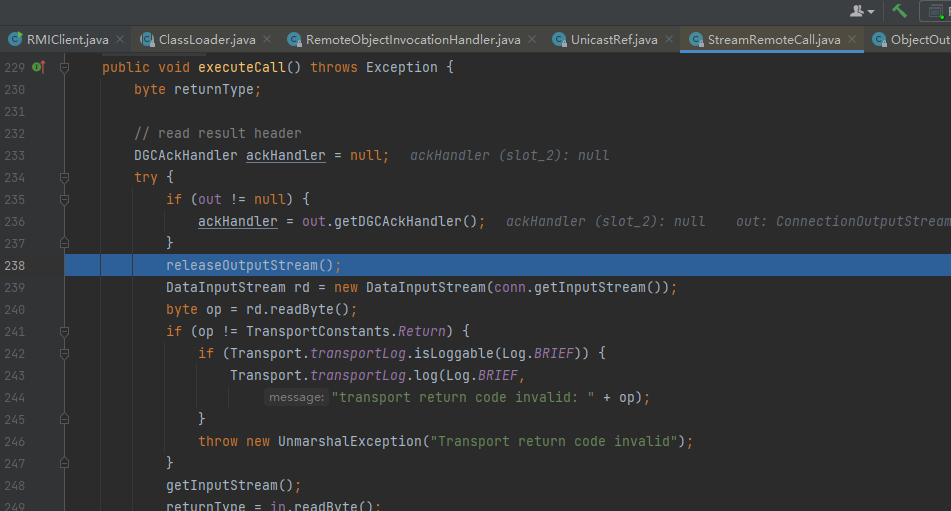 RMIClient.java × ClassLoader.java × RemoteObjectInvocationHandler.java × UnicastRef.java × StreamRemoteCall.java × ObjectOut
229 public void executeCall() throws Exception {
230 byte returnType;
231
232 // read result header
233 DGCAckHandler ackHandler = null; ackHandler (slot_2): null
234 try {
235 if (out != null) {
236 ackHandler = out.getDGCAckHandler(); ackHandler (slot_2): null out: ConnectionOutputStream
237 }
238 releaseOutputStream();
239 DataInputStream rd = new DataInputStream(conn.getInputStream());
240 byte op = rd.readByte();
241 if (op != TransportConstants.Return) {
242 if (Transport.transportLog.isLoggable(Log.BRIEF)) {
243 Transport.transportLog.log(Log.BRIEF,
244 message: "transport return code invalid: " + op);
245 }
246 throw new UnmarshalException("Transport return code invalid");
247 }
248 getInputStream();
249 returnType = in.readByte();